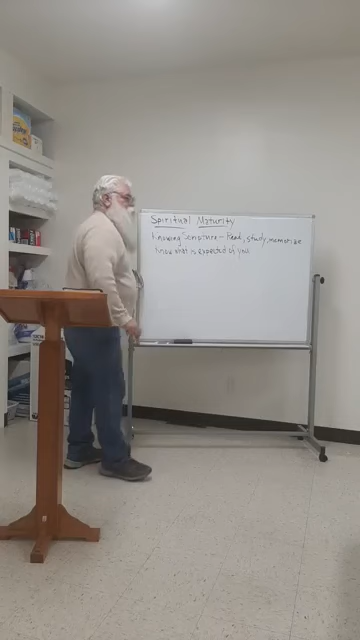 Spiritual Maturity
Knowing Scripture - Read, study, memorize
know what is expected of you